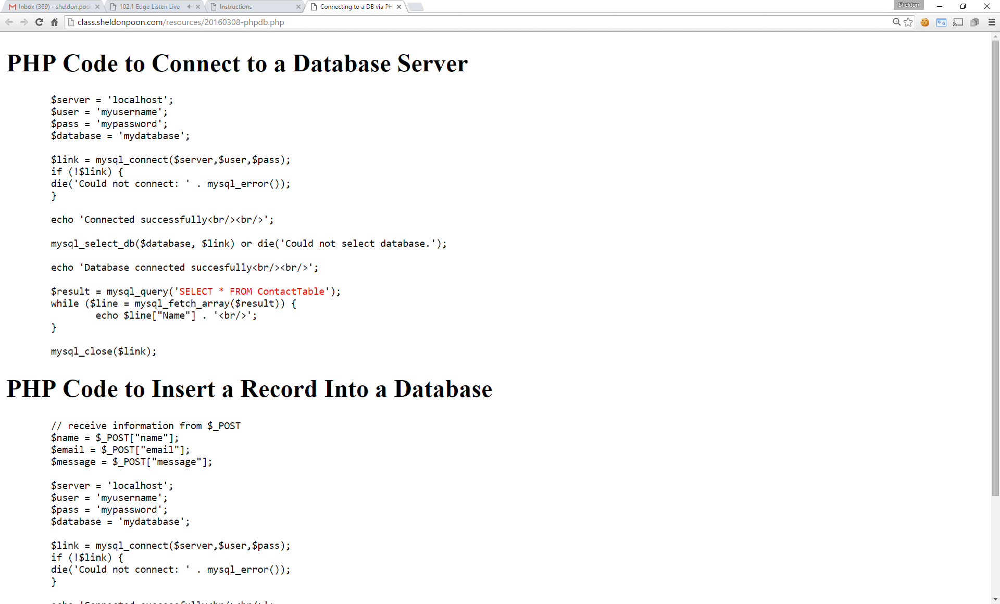 Inbox (369) - sheldon.poor
102.1 Edge Listen Live
Instructions
Connecting to a DB via PH
Sheldon
class.sheldonpoon.com/resources/20160308-phpdb.php
PHP Code to Connect to a Database Server
$server = 'localhost';
$user = 'myusername';
$pass = 'mypassword';
$database = 'mydatabase';
$link = mysql_connect($server,$user,$pass);
if (!$link) {
die('Could not connect: ' . mysql_error());
}
echo 'Connected successfully<br/><br/>';
mysql_select_db($database, $link) or die('Could not select database.');
echo 'Database connected succesfully<br/><br/>';
$result = mysql_query('SELECT * FROM ContactTable');
while ($line = mysql_fetch_array($result)) {
echo $line["Name"] . '<br/>';
}
mysql_close($link);
PHP Code to Insert a Record Into a Database
// receive information from $_POST
$name = $_POST["name"];
$email = $_POST["email"];
$message = $_POST["message"];
$server = 'localhost';
$user = 'myusername';
$pass = 'mypassword';
$database = 'mydatabase';
$link = mysql_connect($server,$user,$pass);
if (!$link) {
die('Could not connect: ' . mysql_error());
}
echo 'Connected successfully<br/><br/>';